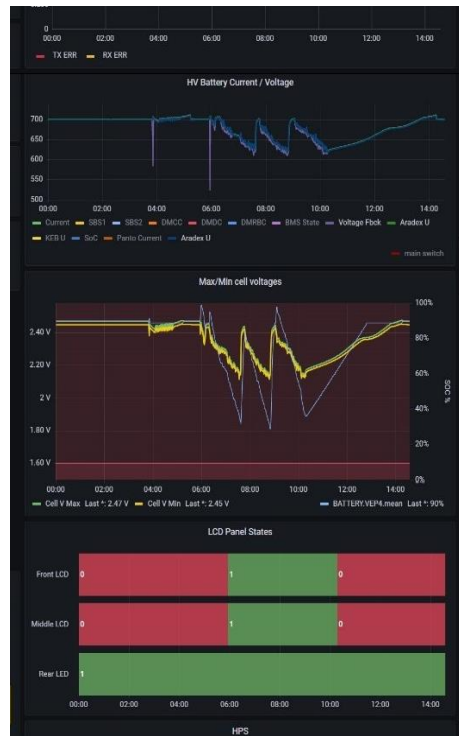 0
00:00 02:00 04:00 06:00 08:00 10:00 12:00 14:00
TX ERR RX ERR
HV Battery Current / Voltage
700
650
600
550
500
00:00 02:00 04:00 06:00 08:00 10:00 12:00 14:00
Current SBS1 SBS2 DMCC DMDC DMRBC BMS State Voltage Fbck Aradex U
KEB U SoC Panto Current Aradex U
main switch
Max/Min cell voltages
100%
2.40 V 80%
2.20 V 60%
2 V SOC %
40%
1.80 V
20%
1.60 V
0%
00:00 02:00 04:00 06:00 08:00 10:00 12:00 14:00
Cell V Max Last *: 2.47 V Cell V Min Last *: 2.45 V BATTERY.VEP4.mean Last *: 90%
LCD Panel States
Front LCD 0 1 0
Middle LCD 0 1 0
Rear LED 1
00:00 02:00 04:00 06:00 08:00 10:00 12:00 14:00
HPS